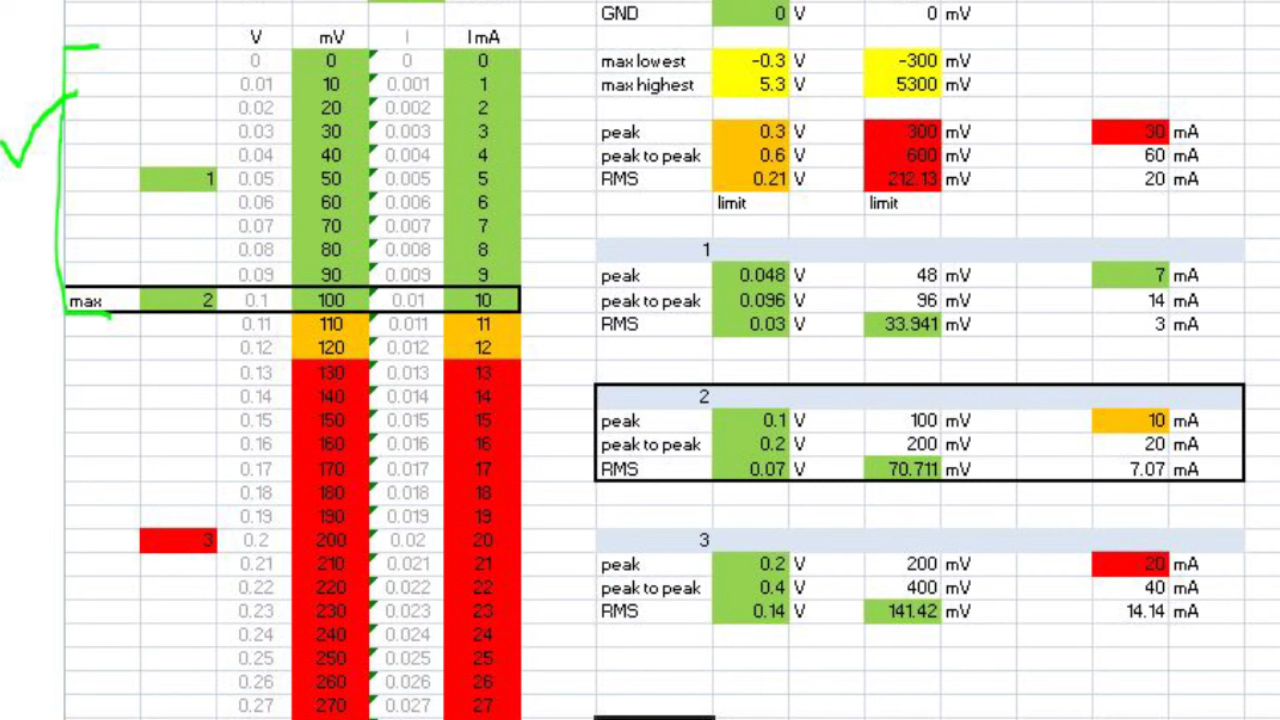 GND 0 V 0 mV
V mV I I mA
0 0 0 0
max lowest -0.3 V -300 mV
0.01 10 0.001 1
max highest 5.3 V 5300 mV
0.02 20 0.002 2
0.03 30 0.003 3
peak 0.3 V 300 mV 30 mA
0.04 40 0.004 4
peak to peak 0.6 V 600 mV 60 mA
1 0.05 50 0.005 5
RMS 0.21 V 212.13 mV 20 mA
0.06 60 0.006 6
limit limit
0.07 70 0.007 7
0.08 80 0.008 8
1
0.09 90 0.009 9
peak 0.048 V 48 mV 7 mA
max 2 0.1 100 0.01 10
peak to peak 0.096 V 96 mV 14 mA
0.11 110 0.011 11
RMS 0.03 V 33.941 mV 3 mA
0.12 120 0.012 12
0.13 130 0.013 13
0.14 140 0.014 14
2
0.15 150 0.015 15
peak 0.1 V 100 mV 10 mA
0.16 160 0.016 16
peak to peak 0.2 V 200 mV 20 mA
0.17 170 0.017 17
RMS 0.07 V 70.711 mV 7.07 mA
0.18 180 0.018 18
0.19 190 0.019 19
3 0.2 200 0.02 20
3
0.21 210 0.021 21
peak 0.2 V 200 mV 20 mA
0.22 220 0.022 22
peak to peak 0.4 V 400 mV 40 mA
0.23 230 0.023 23
RMS 0.14 V 141.42 mV 14.14 mA
0.24 240 0.024 24
0.25 250 0.025 25
0.26 260 0.026 26
0.27 270 0.027 27